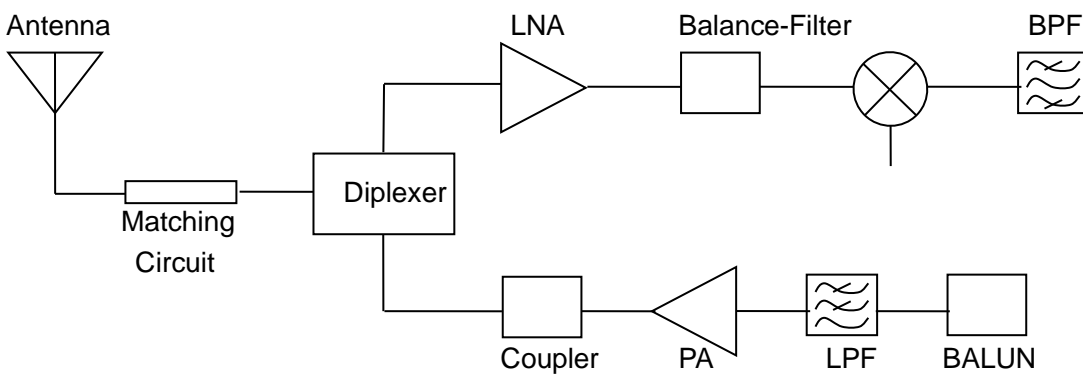 Antenna
LNA
Balance-Filter
BPF
Diplexer
Matching
Circuit
Coupler
PA
LPF
BALUN